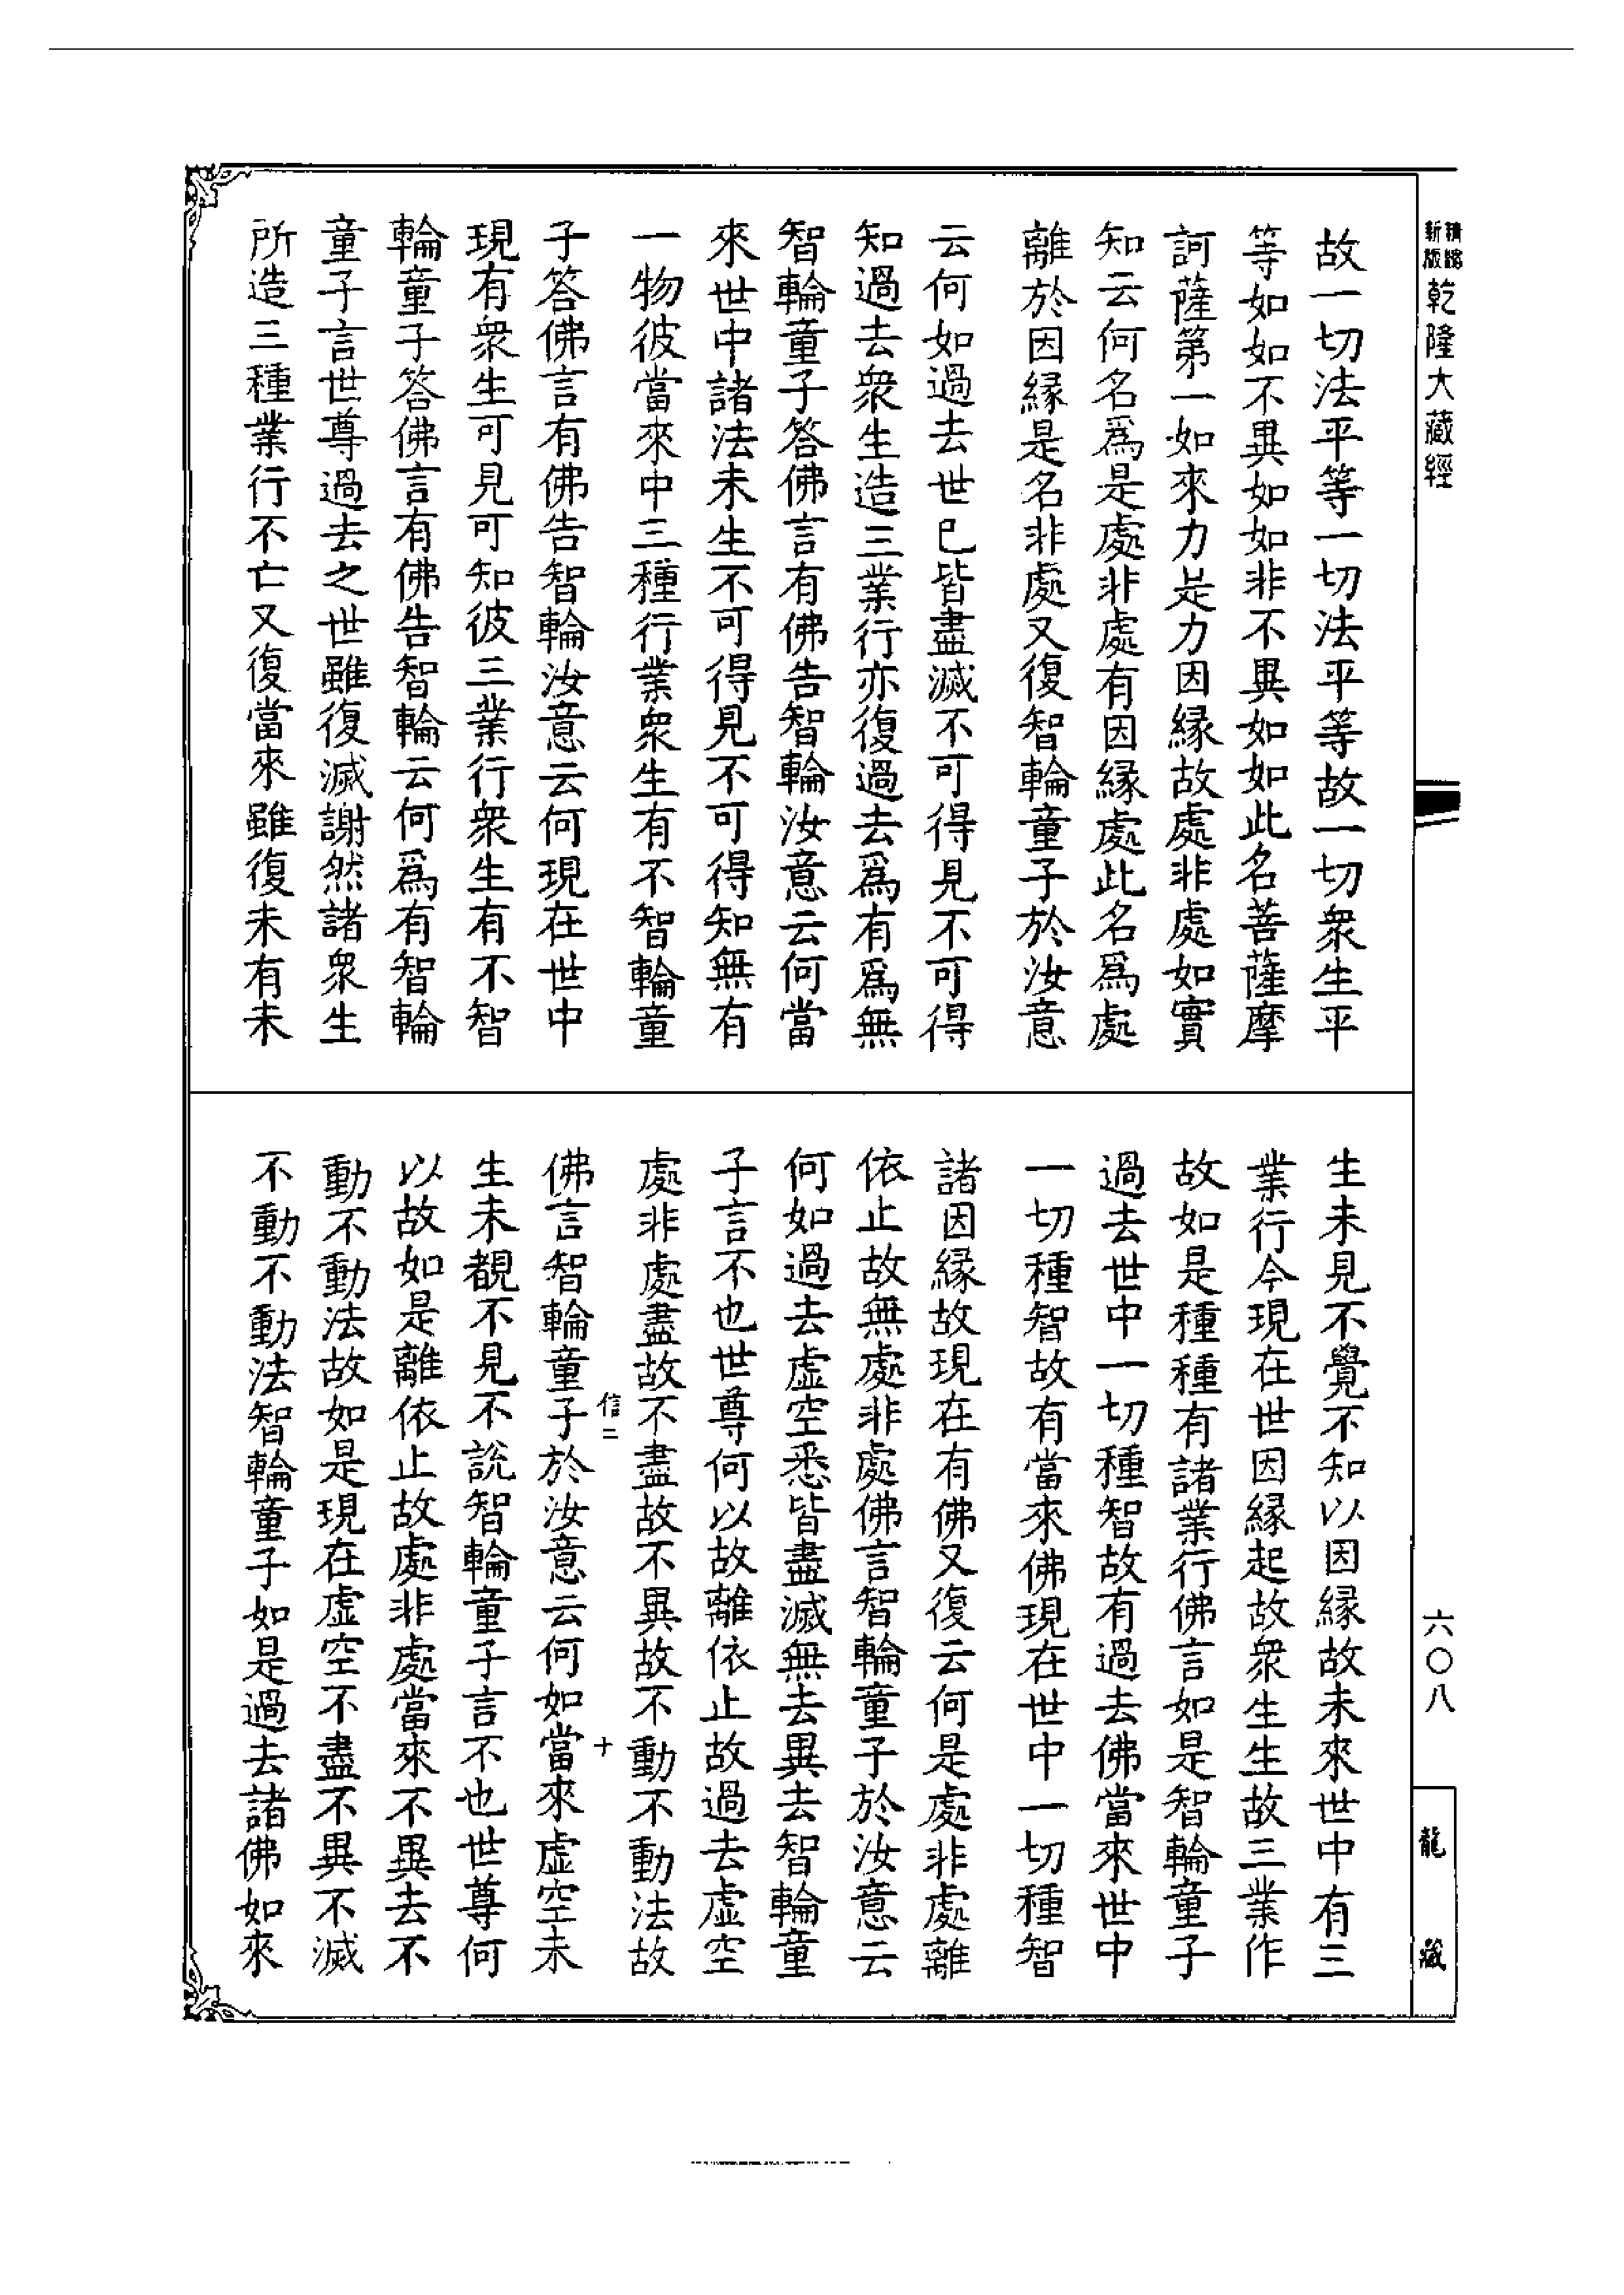 新版
精縮
乾隆大藏經
六〇八
龍藏
故一切法平等一切法平等故一切衆生平
等如如不異如如非不異如如此名菩薩摩
訶薩第一如來力是力因緣故處非處如實
知云何名爲是處非處有因緣處此名爲處
離於因緣是名非處又復智輪童子於汝意
云何如過去世已皆盡滅不可得見不可得
知過去衆生造三業行亦復過去爲有爲無
智輪童子答佛言有佛告智輪汝意云何當
來世中諸法未生不可得見不可得知無有
一物彼當來中三種行業衆生有不智輪童
子答佛言有佛告智輪汝意云何現在世中
現有衆生可見可知彼三業行衆生有不智
輪童子答佛言有佛告智輪云何爲有智輪
童子言世尊過去之世雖復滅謝然諸衆生
所造三種業行不亡又復當來雖復未有未
生未見不覺不知以因緣故未來世中有三
業行今現在世因緣起故衆生生故三業作
故如是種種有諸業行佛言如是智輪童子
過去世中一切種智故有過去佛當來世中
一切種智故有當來佛現在世中一切種智
諸因緣故現在有佛又復云何是處非處離
依止故無處非處佛言智輪童子於汝意云
何如過去虛空悉皆盡滅無去異去智輪童
子言不也世尊何以故離依止故過去虛空
處非處盡故不盡故不異故不動不動法故
信二
十
佛言智輪童子於汝意云何如當來虛空未
生未覩不見不說智輪童子言不也世尊何
以故如是離依止故處非處當來不異去不
動不動法故如是現在虛空不盡不異不滅
不動不動法智輪童子如是過去諸佛如來